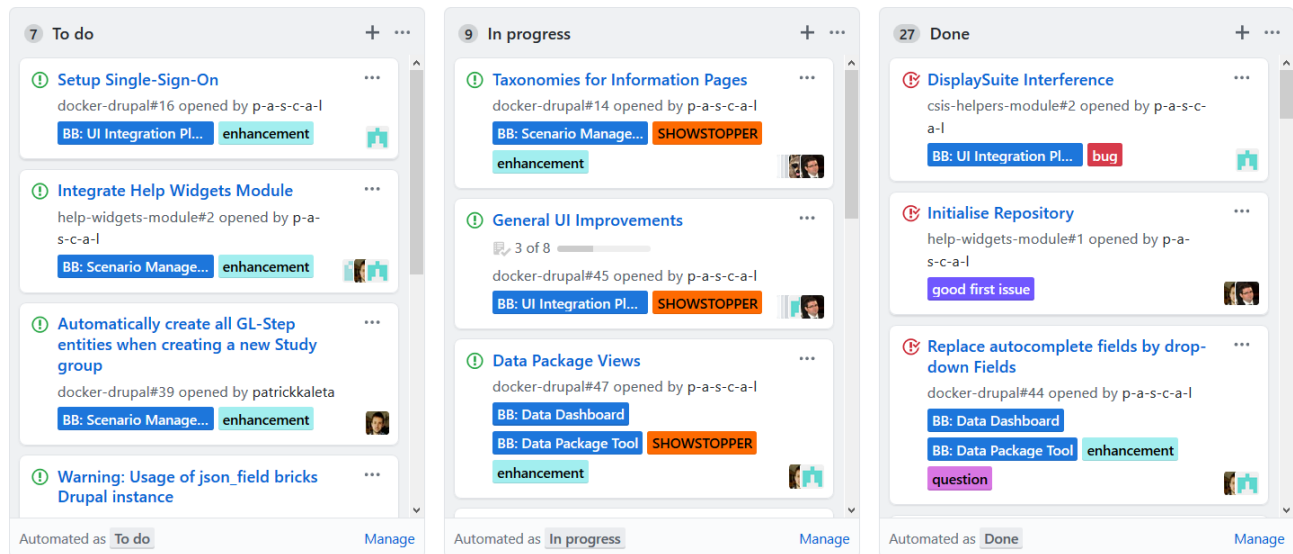 7 To do
Setup Single-Sign-On
docker-drupal#16 opened by p-a-s-c-a-l
BB: UI Integration Pl... enhancement
Integrate Help Widgets Module
help-widgets-module#2 opened by p-a-
s-c-a-l
BB: Scenario Manage... enhancement
Automatically create all GL-Step
entities when creating a new Study
group
docker-drupal#39 opened by patrickkaleta
BB: Scenario Manage... enhancement
Warning: Usage of json_field bricks
Drupal instance
Automated as To do Manage
9 In progress
Taxonomies for Information Pages
docker-drupal#14 opened by p-a-s-c-a-l
BB: Scenario Manage... SHOWSTOPPER
enhancement
General UI Improvements
3 of 8
docker-drupal#45 opened by p-a-s-c-a-l
BB: UI Integration Pl... SHOWSTOPPER
Data Package Views
docker-drupal#47 opened by p-a-s-c-a-l
BB: Data Dashboard
BB: Data Package Tool SHOWSTOPPER
enhancement
Automated as In progress Manage
27 Done
DisplaySuite Interference
csis-helpers-module#2 opened by p-a-s-c-
a-l
BB: UI Integration Pl... bug
Initialise Repository
help-widgets-module#1 opened by p-a-
s-c-a-l
good first issue
Replace autocomplete fields by drop-
down Fields
docker-drupal#44 opened by p-a-s-c-a-l
BB: Data Dashboard
BB: Data Package Tool enhancement
question
Automated as Done Manage